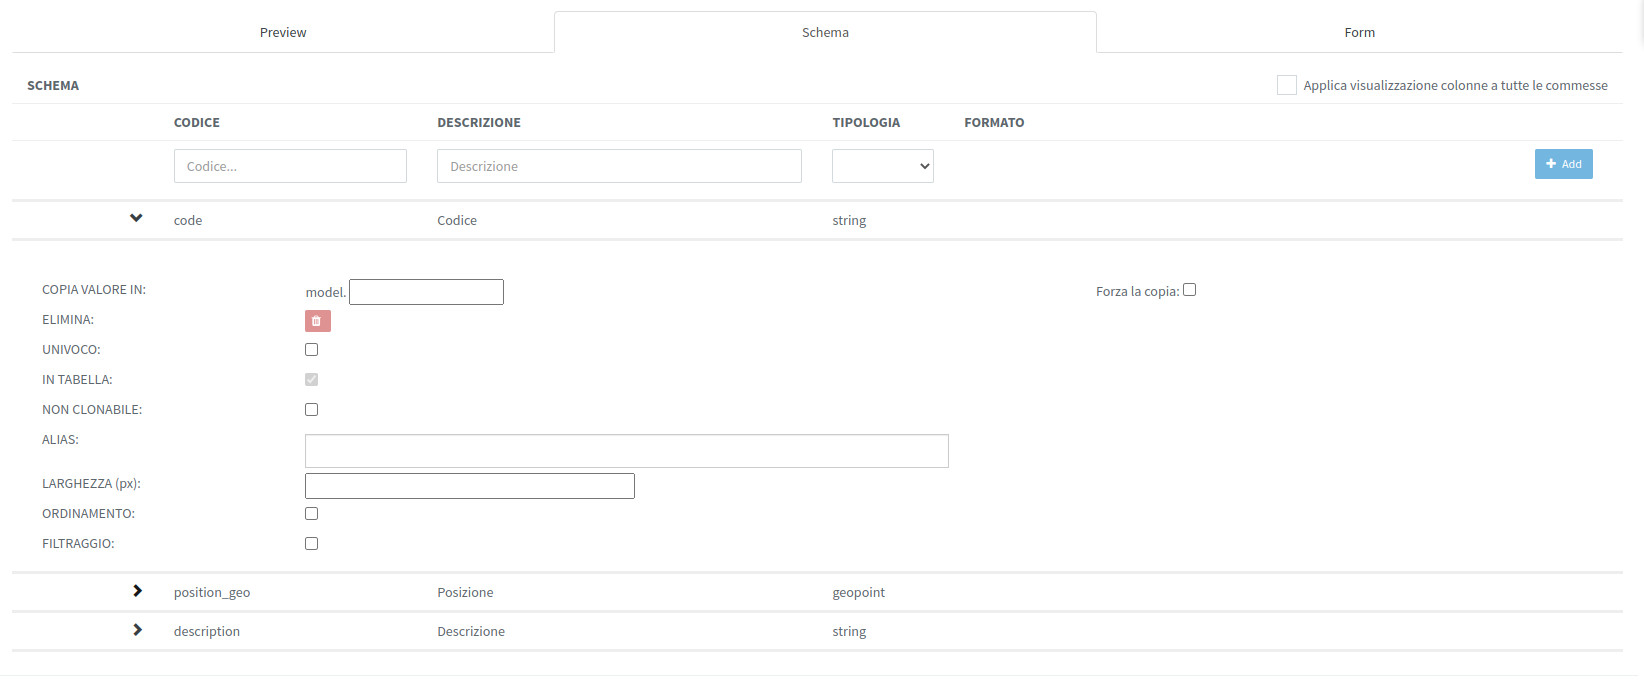 Preview Schema Form
SCHEMA Applica visualizzazione colonne a tutte le commesse
CODICE DESCRIZIONE TIPOLOGIA FORMATO
Codice... Descrizione Add
code Codice string
COPIA VALORE IN: model. Forza la copia:
ELIMINA:
UNIVOCO:
IN TABELLA:
NON CLONABILE:
ALIAS:
LARGHEZZA (px):
ORDINAMENTO:
FILTRAGGIO:
position_geo Posizione geopoint
description Descrizione string